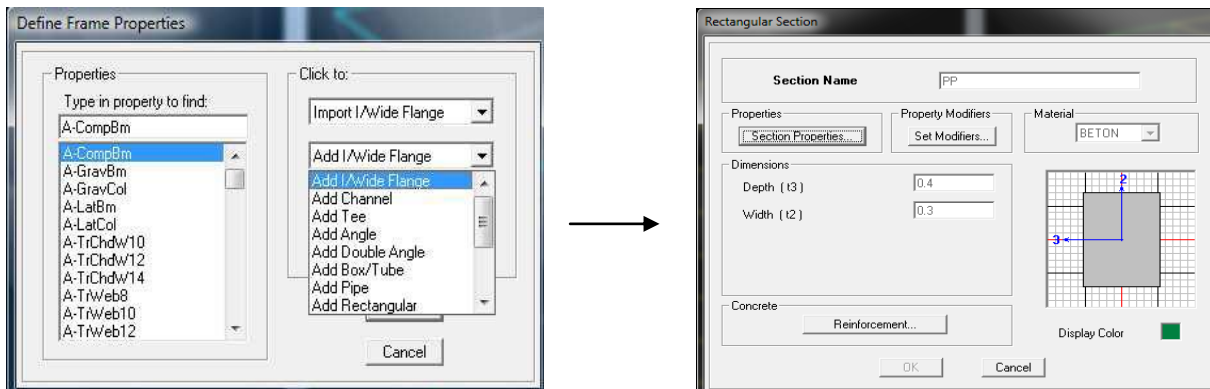 Define Frame Properties
Properties
Type in property to find:
A-CompBm
A-CompBm
A-GravBm
A-GravCol
A-LatBm
A-LatCol
A-TrChdW10
A-TrChdW12
A-TrChdW14
A-TrWeb8
A-TrWeb10
A-TrWeb12
Click to:
Import I/Wide Flange
Add I/Wide Flange
Add I/Wide Flange
Add Channel
Add Tee
Add Angle
Add Double Angle
Add Box/Tube
Add Pipe
Add Rectangular
Cancel
Rectangular Section
Section Name
PP
Properties
Section Properties...
Property Modifiers
Set Modifiers...
Material
BETON
Dimensions
Depth ( t3 )
0.4
Width ( t2 )
0.3
2
3
Concrete
Reinforcement...
Display Color
OK
Cancel